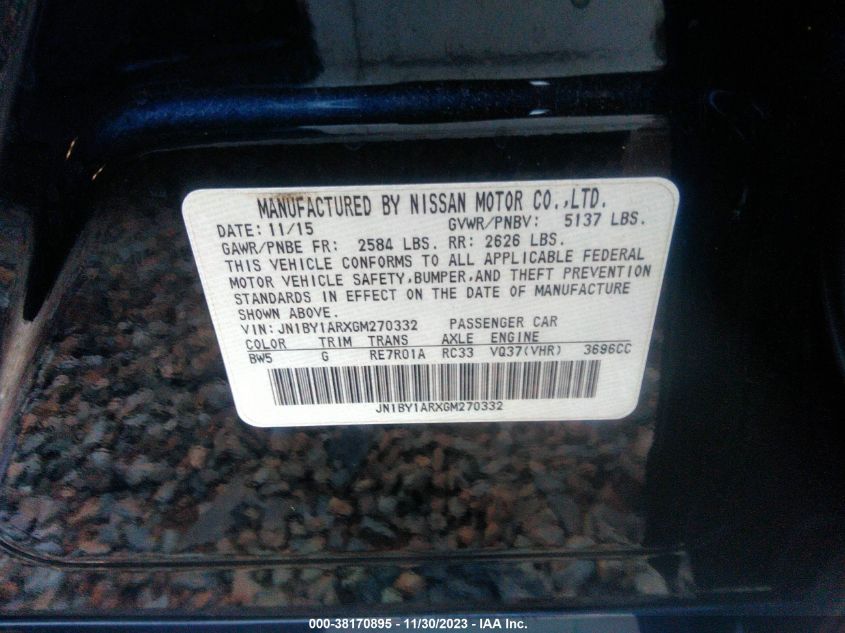 MANUFACTURED BY NISSAN MOTOR CO.,LTD.
DATE: 11/15 GVWR/PNBV: 5137 LBS.
GAWR/PNBE FR: 2584 LBS. RR: 2626 LBS.
THIS VEHICLE CONFORMS TO ALL APPLICABLE FEDERAL
MOTOR VEHICLE SAFETY,BUMPER,AND THEFT PREVENTION
STANDARDS IN EFFECT ON THE DATE OF MANUFACTURE
SHOWN ABOVE.
VIN: JN1BY1ARXGM270332 PASSENGER CAR
COLOR TRIM TRANS AXLE ENGINE
BW5 G RE7R01A RC33 VQ37(VHR) 3696CC
JN1BY1ARXGM270332
000-38170895 - 11/30/2023 - IAA Inc.